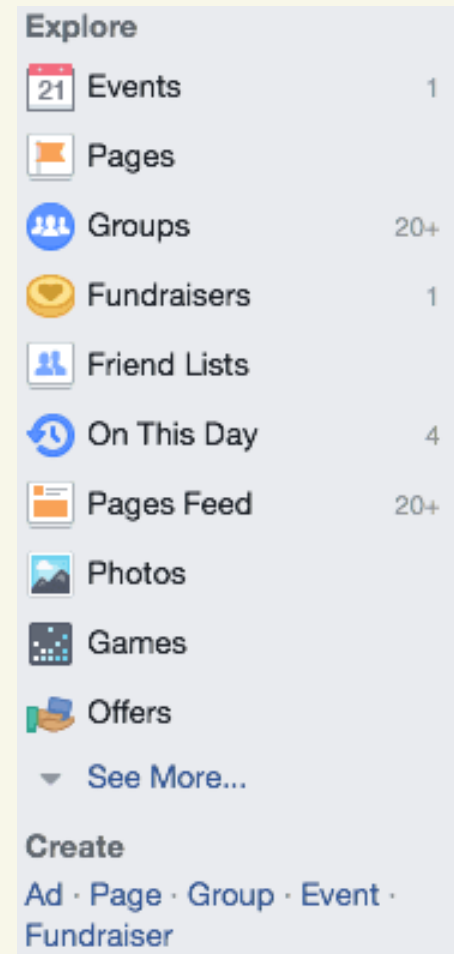 Explore
21 Events 1
Pages
Groups 20+
Fundraisers 1
Friend Lists
On This Day 4
Pages Feed 20+
Photos
Games
Offers
See More...
Create
Ad · Page · Group · Event ·
Fundraiser